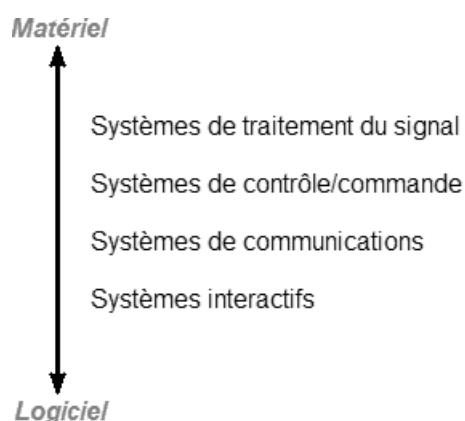 Matériel
Systèmes de traitement du signal
Systèmes de contrôle/commande
Systèmes de communications
Systèmes interactifs
Logiciel